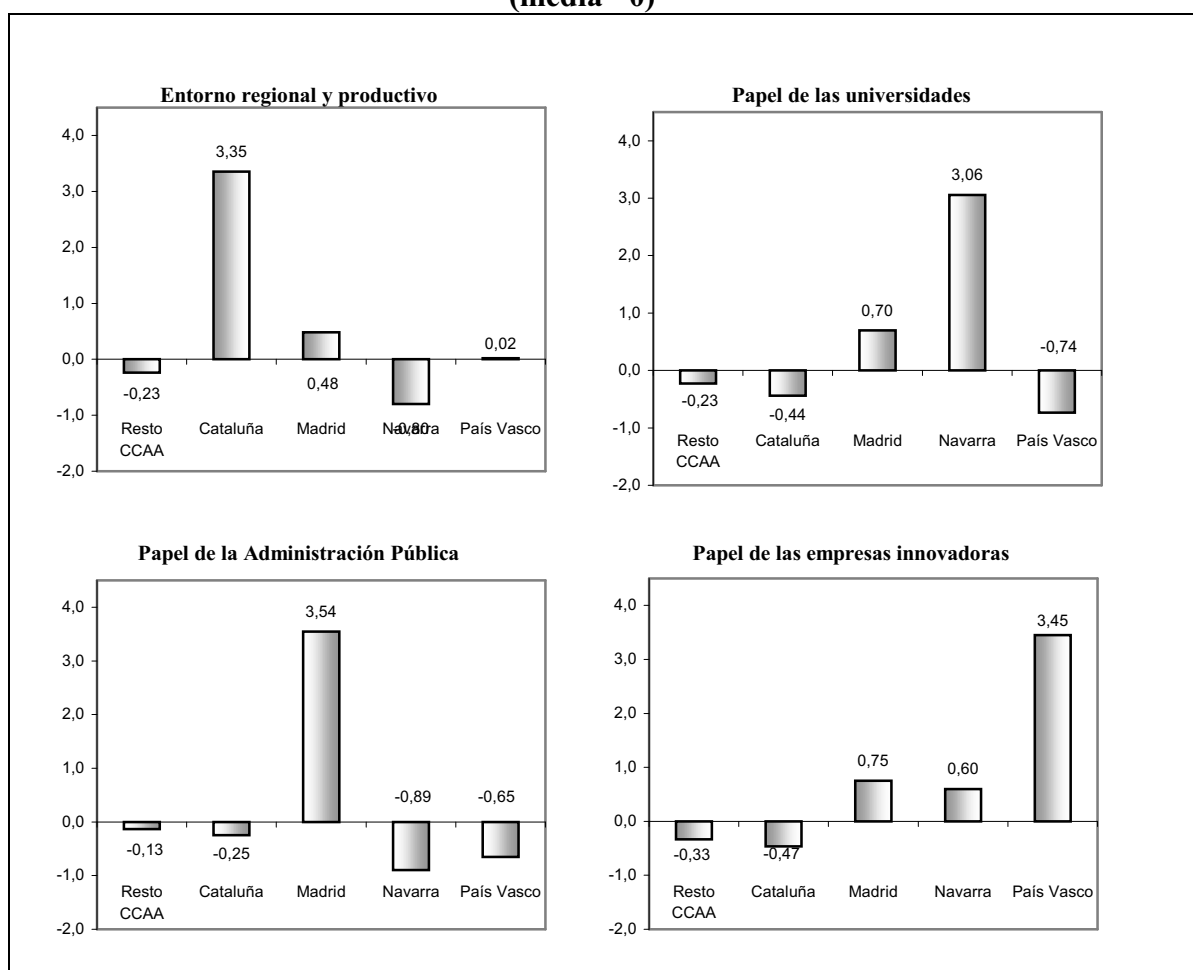 (media 0)
Entorno regional y productivo
4,0
3,0
2,0
1,0
0,0
-1,0
-2,0
3,35
0,02
-0,23
0,48
-0,80
Resto CCAA
Cataluña
Madrid
Navarra
País Vasco
Papel de las universidades
4,0
3,0
2,0
1,0
0,0
-1,0
-2,0
3,06
0,70
-0,74
-0,23
-0,44
Resto CCAA
Cataluña
Madrid
Navarra
País Vasco
Papel de la Administración Pública
4,0
3,0
2,0
1,0
0,0
-1,0
-2,0
3,54
-0,89
-0,65
-0,13
-0,25
Resto CCAA
Cataluña
Madrid
Navarra
País Vasco
Papel de las empresas innovadoras
4,0
3,0
2,0
1,0
0,0
-1,0
-2,0
3,45
0,75
0,60
-0,33
-0,47
Resto CCAA
Cataluña
Madrid
Navarra
País Vasco